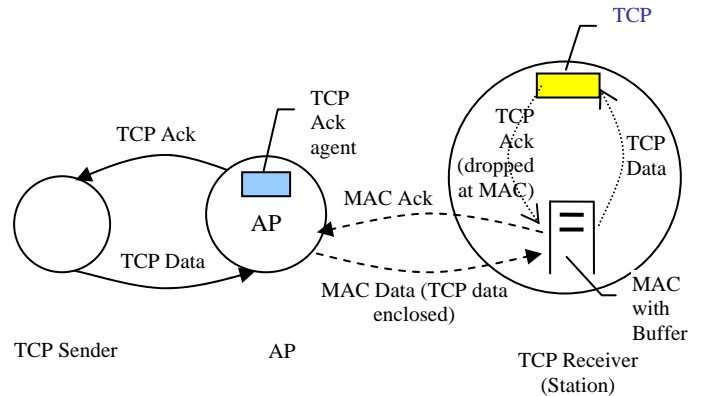 TCP
TCP
Ack
agent
TCP Ack
TCP
Ack
(dropped
at MAC)
TCP
Data
MAC Ack
AP
TCP Data
MAC Data (TCP data
enclosed)
MAC
with
Buffer
TCP Sender
AP
TCP Receiver
(Station)